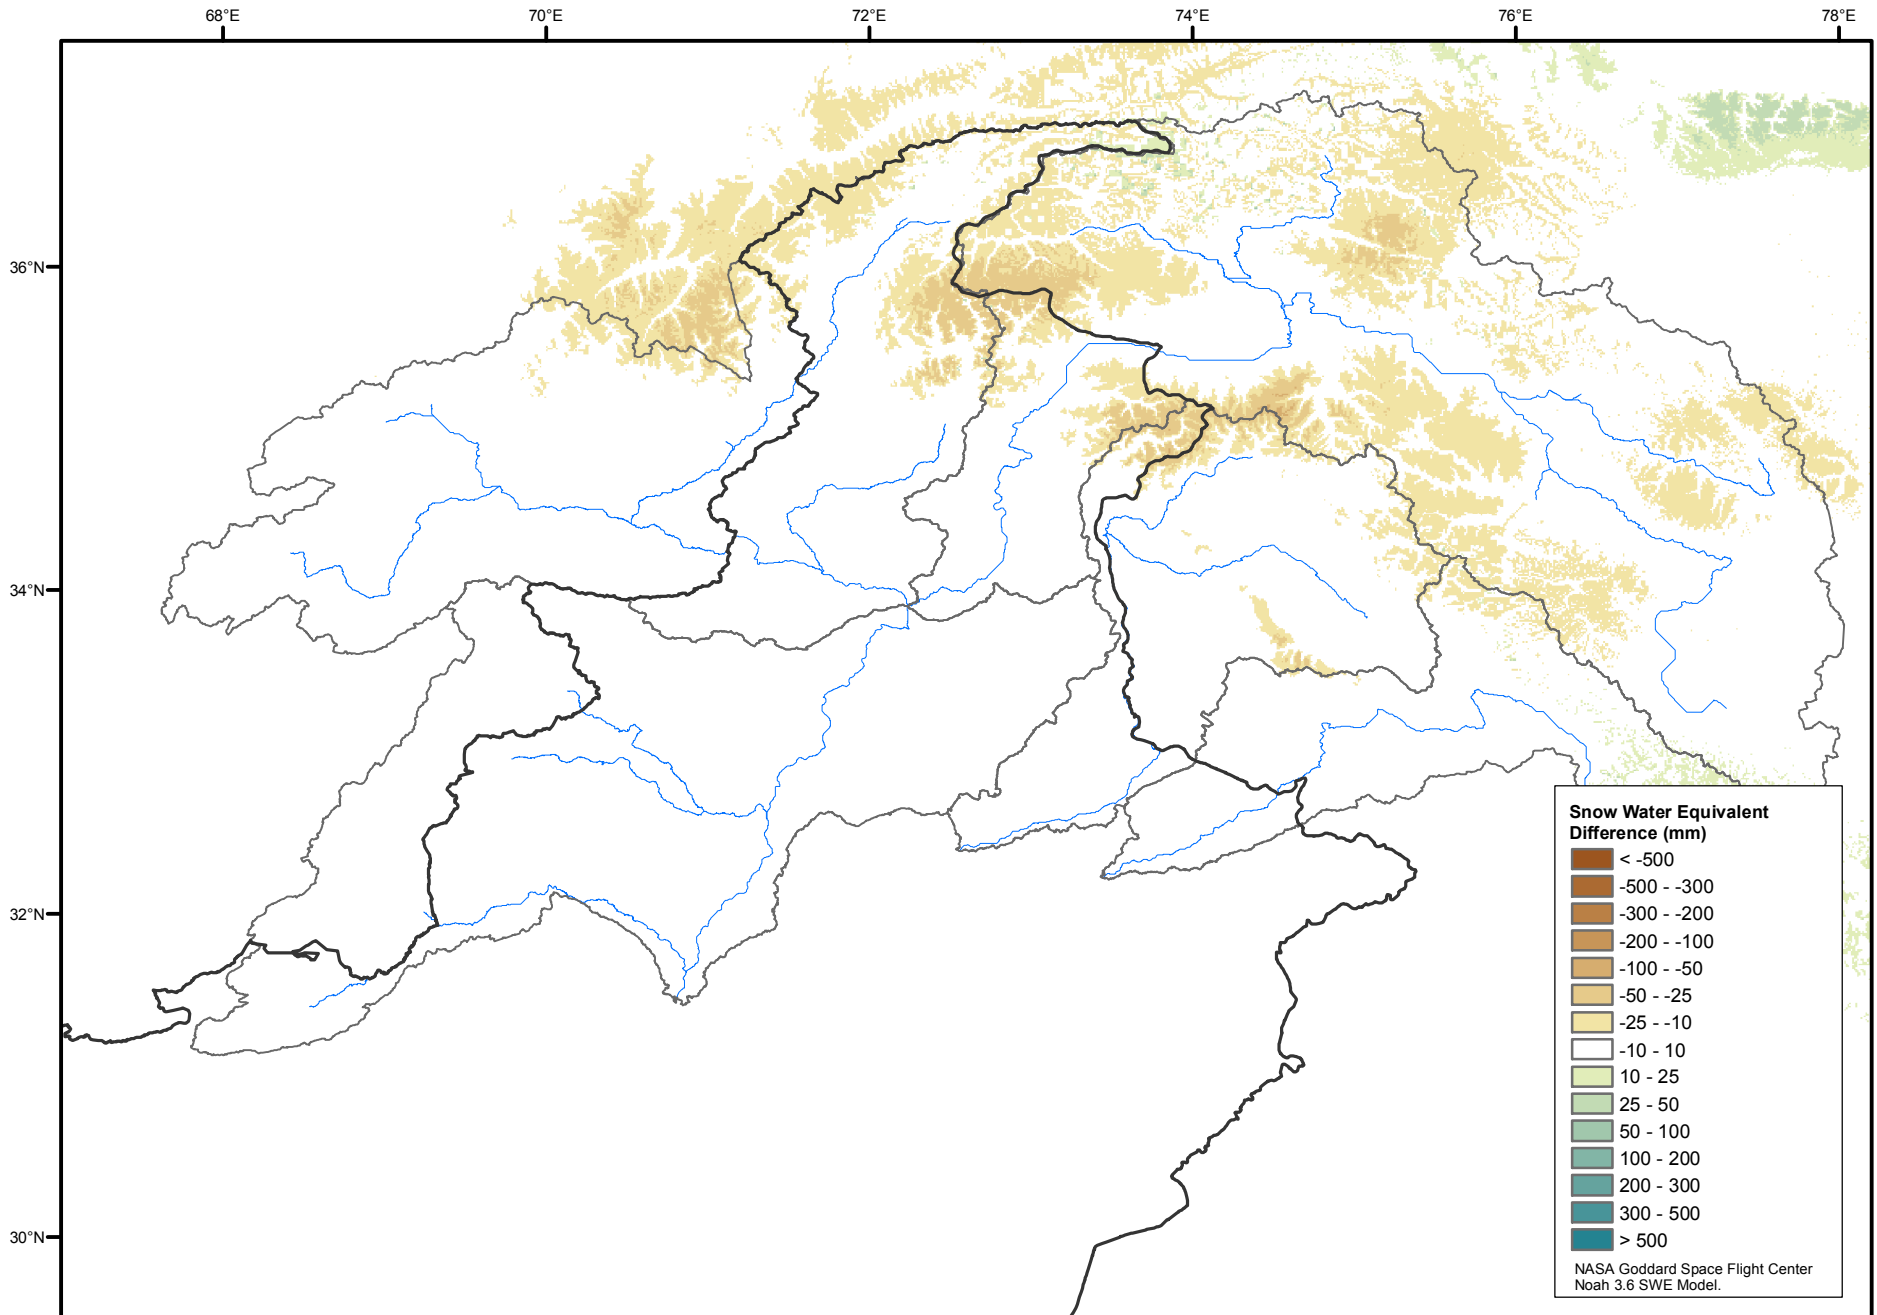 68°E
70°E
72°E
74°E
76°E
78°E
36°N
34°N
32°N
30°N
Snow Water Equivalent
Difference (mm)
< -500
-500 - -300
-300 - -200
-200 - -100
-100 - -50
-50 - -25
-25 - -10
-10 - 10
10 - 25
25 - 50
50 - 100
100 - 200
200 - 300
300 - 500
> 500
NASA Goddard Space Flight Center
Noah 3.6 SWE Model.